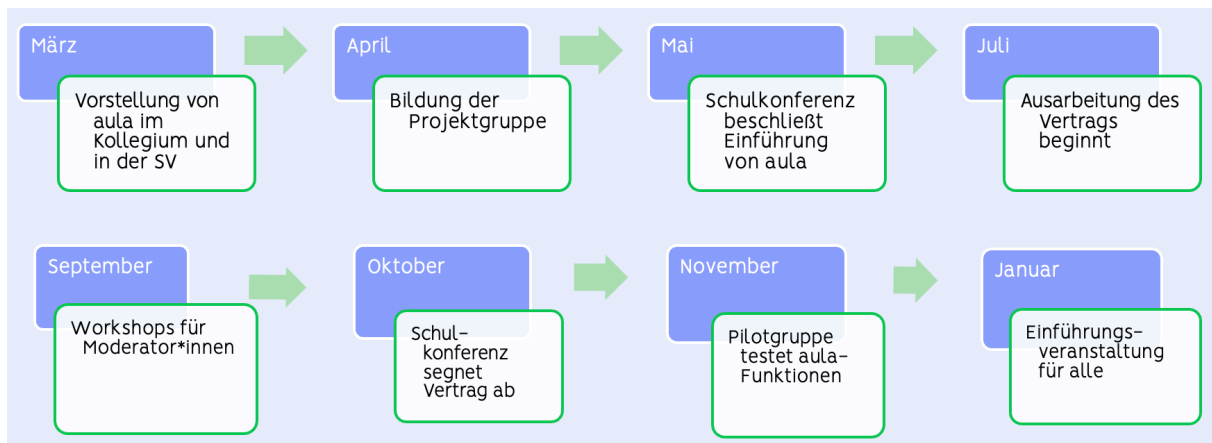 März
Vorstellung von
aula im
Kollegium und
in der SV
April
Bildung der
Projektgruppe
Mai
Schulkonferenz
beschließt
Einführung
von aula
Juli
Ausarbeitung des
Vertrags
beginnt
September
Workshops für
Moderator*innen
Oktober
Schul-
konferenz
segnet
Vertrag ab
November
Pilotgruppe
testet aula-
Funktionen
Januar
Einführungs-
veranstaltung
für alle